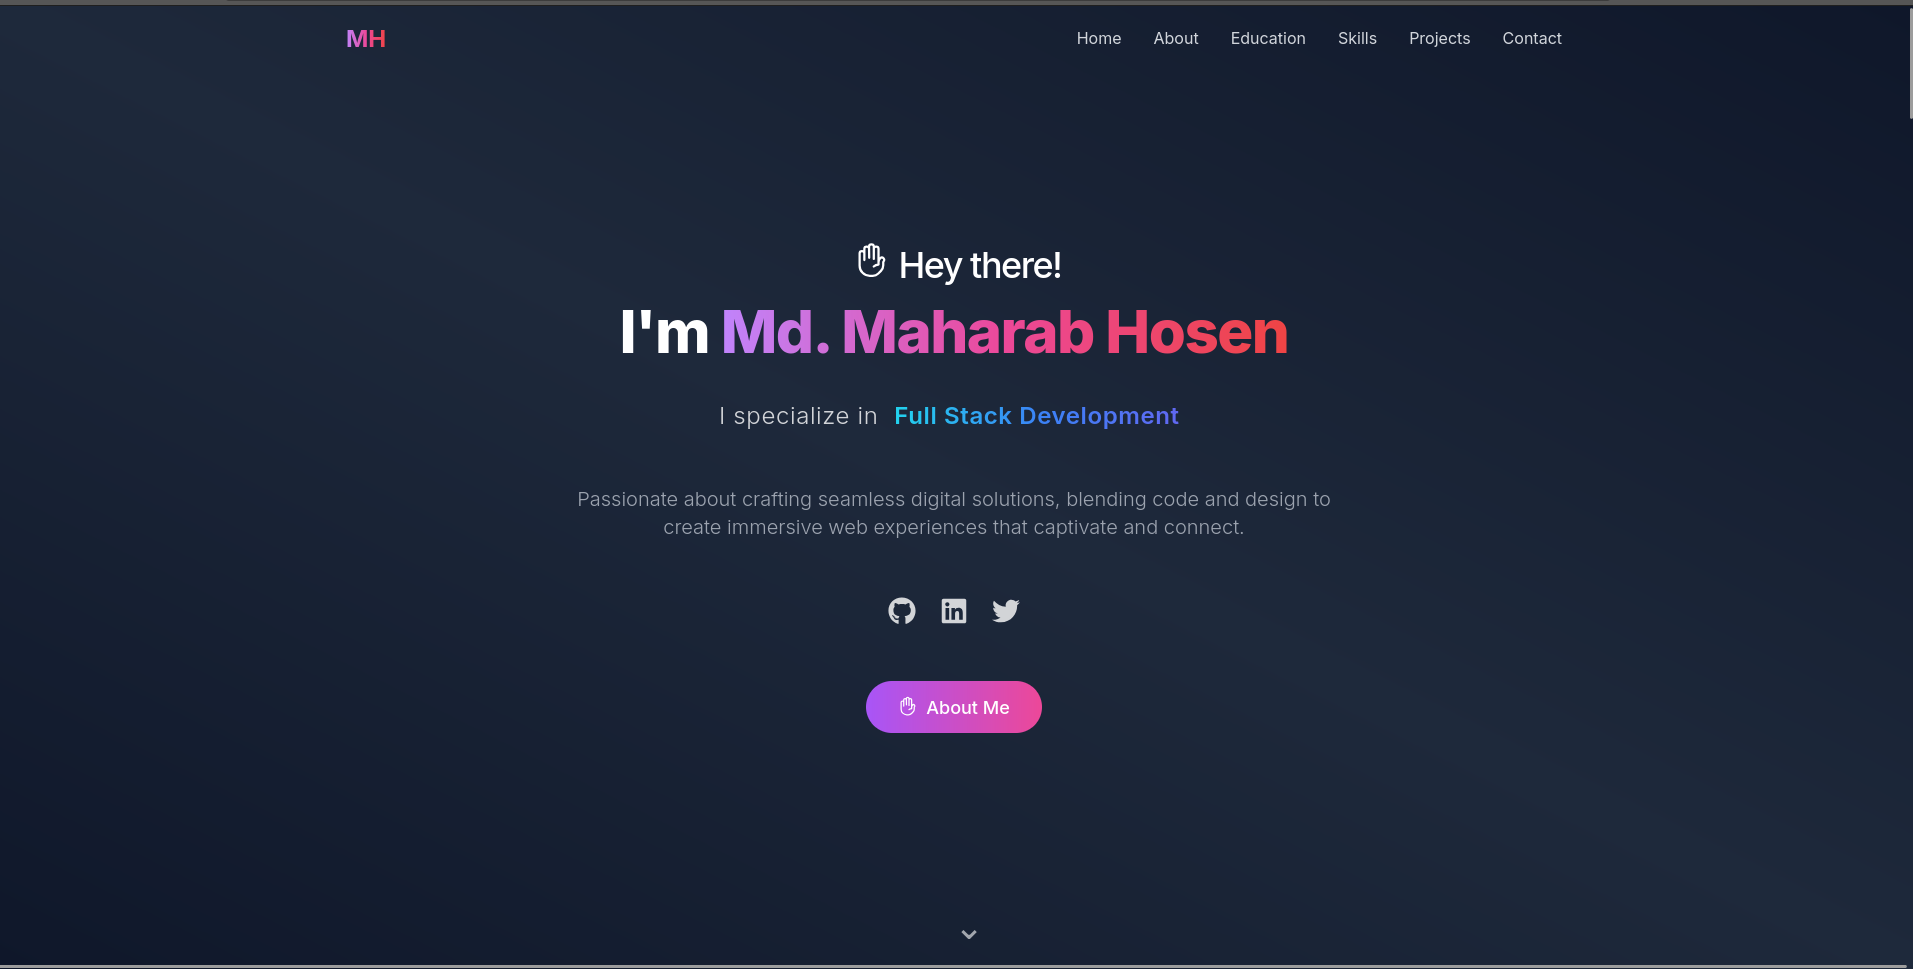 MH
Home About Education Skills Projects Contact
Hey there!
I'm Md. Maharab Hosen
I specialize in Full Stack Development
Passionate about crafting seamless digital solutions, blending code and design to
create immersive web experiences that captivate and connect.
in
About Me